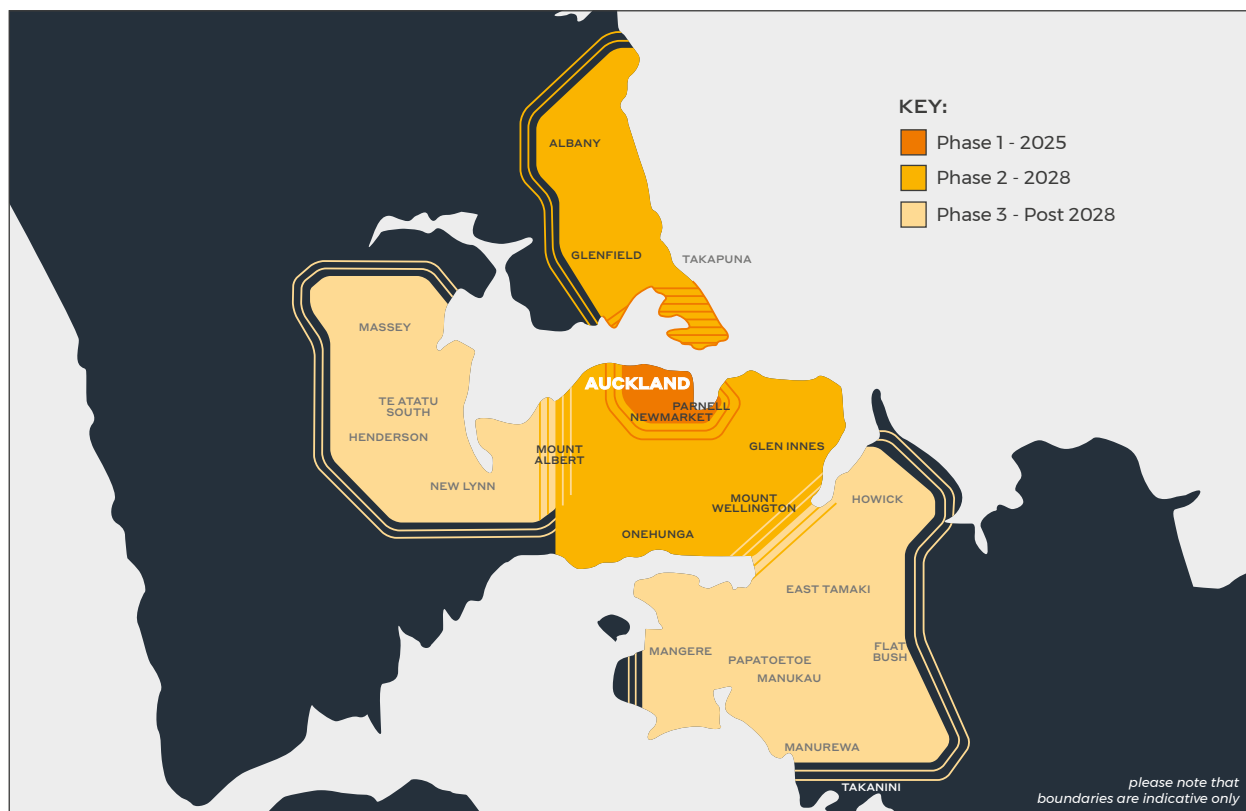 KEY:
Phase 1 - 2025
Phase 2 - 2028
Phase 3 - Post 2028
ALBANY
GLENFIELD
TAKAPUNA
MASSEY
AUCKLAND
TE ATATU
SOUTH
PARNELL
NEWMARKET
HENDERSON
MOUNT
ALBERT
GLEN INNES
NEW LYNN
MOUNT
WELLINGTON
HOWICK
ONEHUNGA
EAST TAMAKI
MANGERE
PAPATOETOE
FLAT
BUSH
MANUKAU
MANUREWA
TAKANINI
please note that
boundaries are indicative only